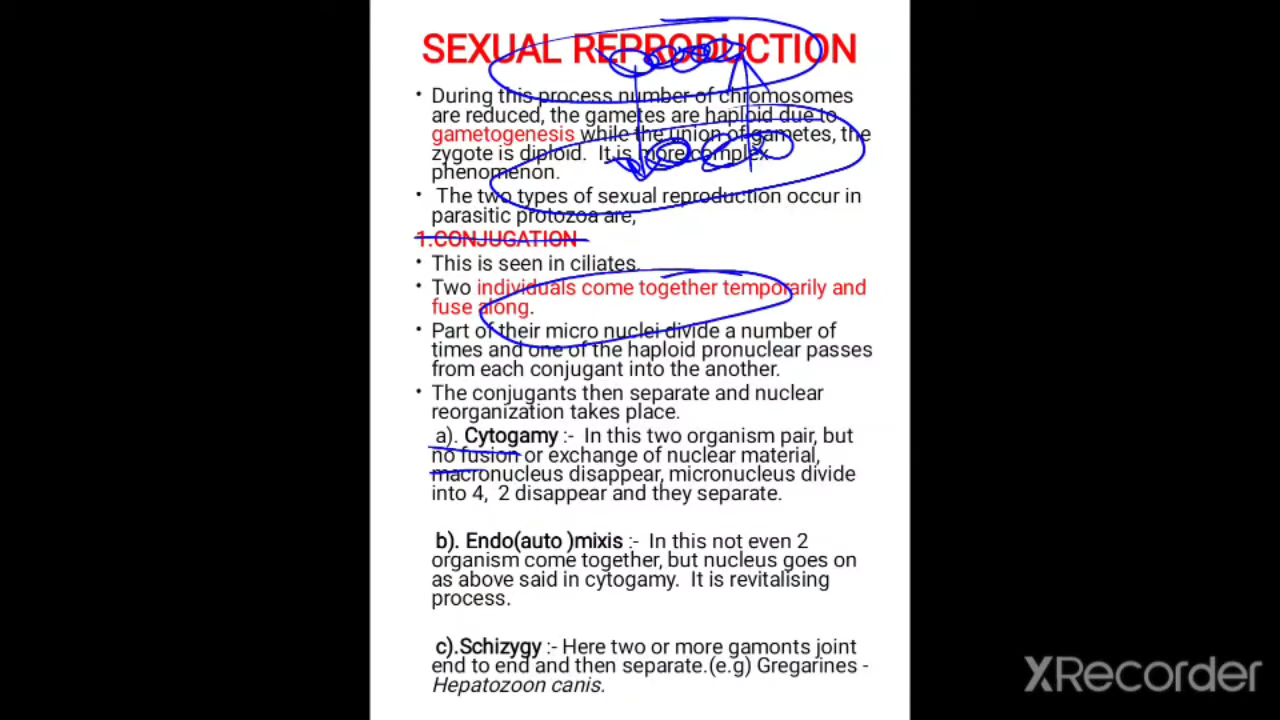 SEXUAL REPRODUCTION
• During this process number of chromosomes
are reduced, the gametes are haploid due to
gametogenesis while the union of gametes, the
zygote is diploid. It is more complex
phenomenon.
• The two types of sexual reproduction occur in
parasitic protozoa are,
1.CONJUGATION
• This is seen in ciliates.
• Two individuals come together temporarily and
fuse along.
• Part of their micro nuclei divide a number of
times and one of the haploid pronuclear passes
from each conjugant into the another.
• The conjugants then separate and nuclear
reorganization takes place.
a). Cytogamy :- In this two organism pair, but
no fusion or exchange of nuclear material,
macronucleus disappear, micronucleus divide
into 4, 2 disappear and they separate.
b). Endo(auto )mixis :- In this not even 2
organism come together, but nucleus goes on
as above said in cytogamy. It is revitalising
process.
c).Schizygy :- Here two or more gamonts joint
end to end and then separate.(e.g) Gregarines -
Hepatozoon canis.
XRecorder